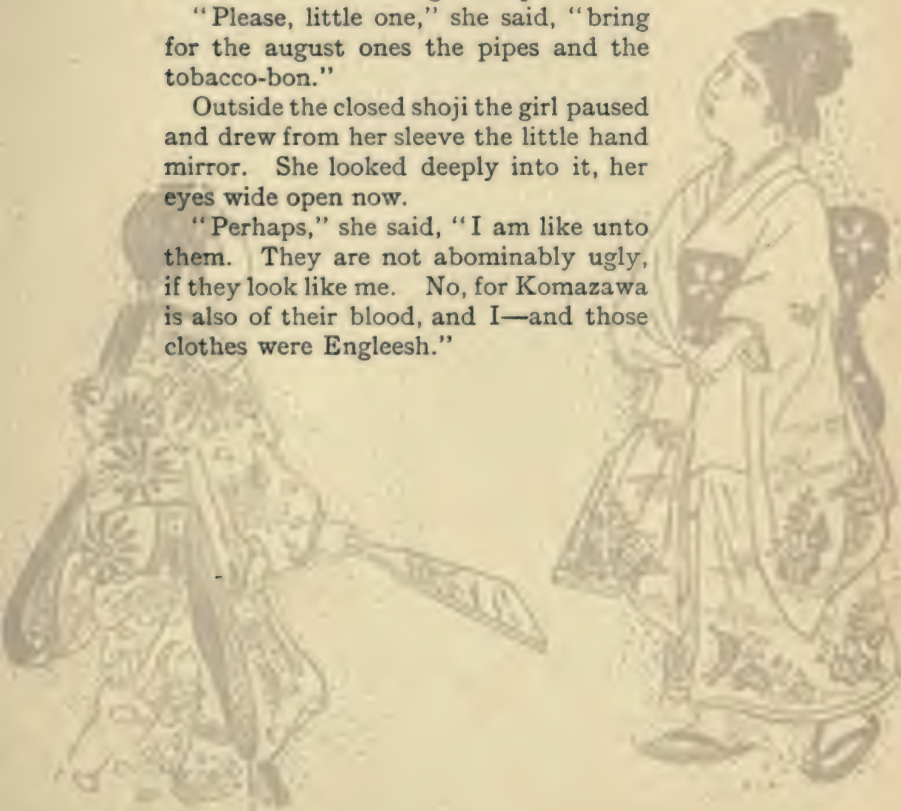 "Please, little one," she said, "bring
for the august ones the pipes and the
tobacco-bon."
Outside the closed shoji the girl paused
and drew from her sleeve the little hand
mirror. She looked deeply into it, her
eyes wide open now.
"Perhaps," she said, "I am like unto
them. They are not abominably ugly,
if they look like me. No, for Komazawa
is also of their blood, and I—and those
clothes were Engleesh."